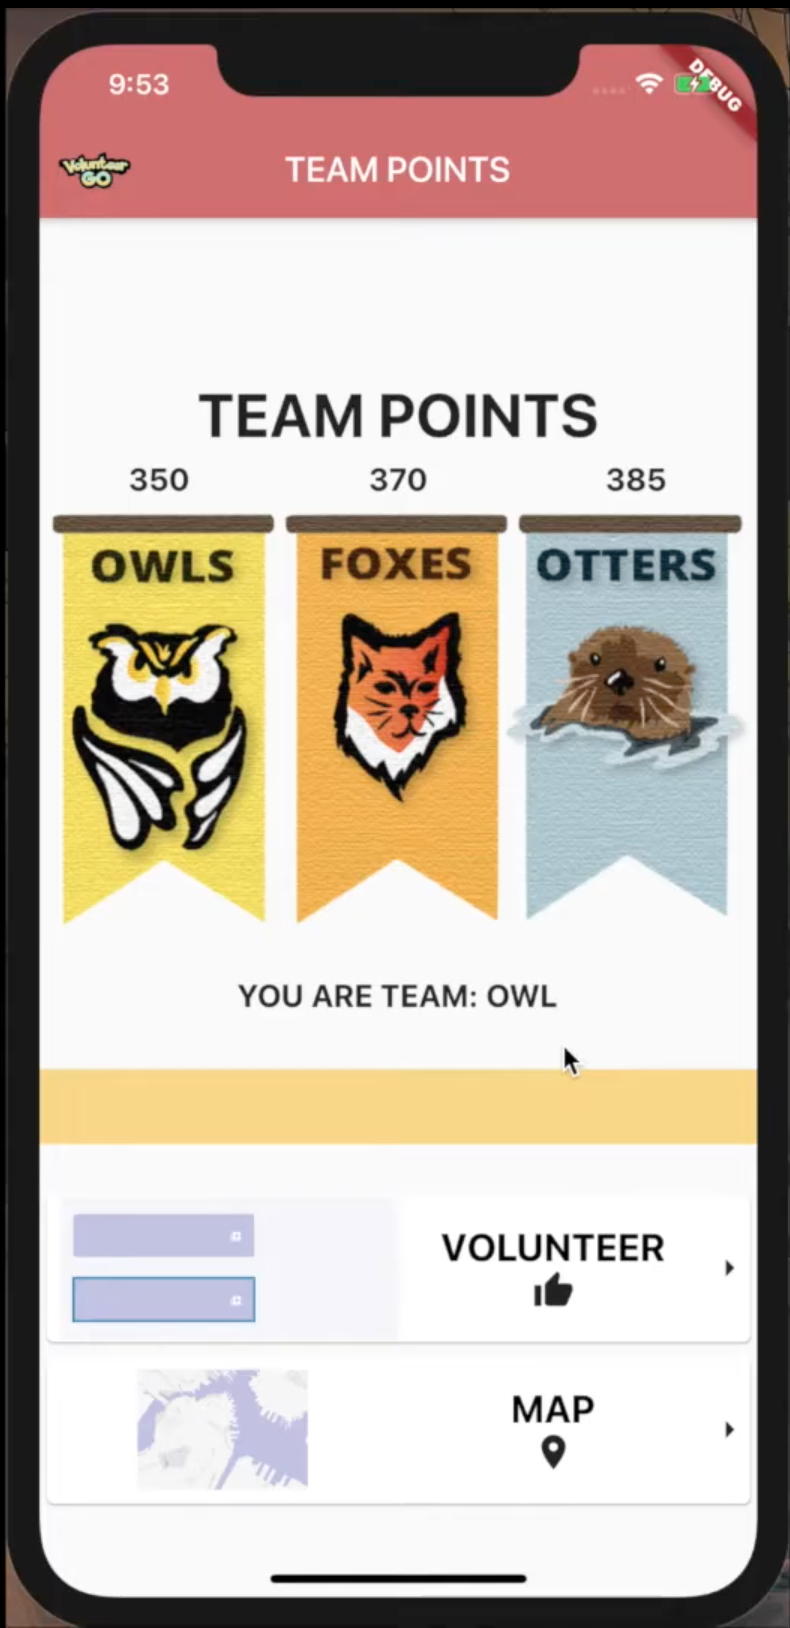 9:53
DEBUG
Volunteer
GO
TEAM POINTS
TEAM POINTS
350 370 385
OWLS FOXES OTTERS
YOU ARE TEAM: OWL
VOLUNTEER
MAP